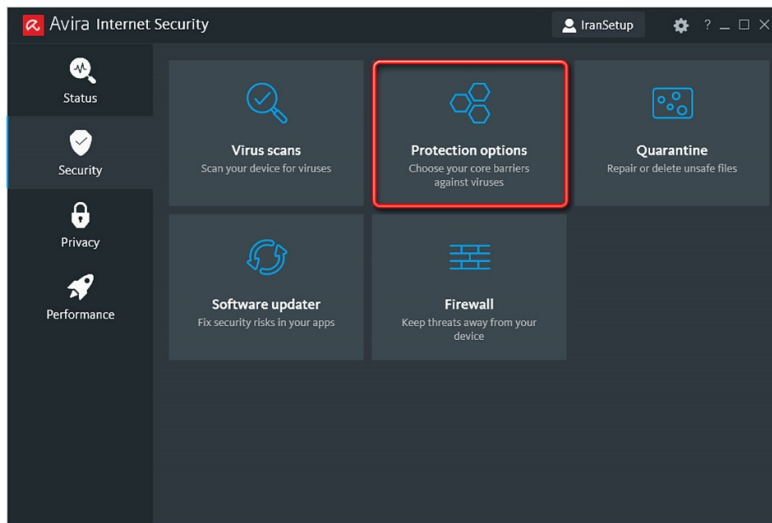 Avira Internet Security
IranSetup
?
Status
Security
Privacy
Performance
Virus scans
Scan your device for viruses
Protection options
Choose your core barriers
against viruses
Quarantine
Repair or delete unsafe files
Software updater
Fix security risks in your apps
Firewall
Keep threats away from your
device